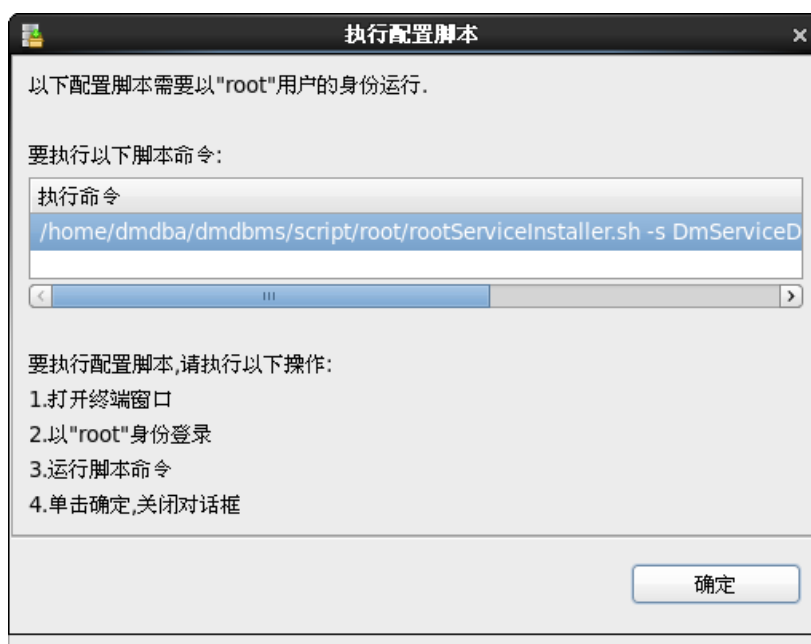 执行配置脚本
以下配置脚本需要以"root"用户的身份运行.
要执行以下脚本命令:
执行命令
/home/dmdba/dmdbms/script/root/rootServiceInstaller.sh -s DmServiceD
要执行配置脚本,请执行以下操作:
1.打开终端窗口
2.以"root"身份登录
3.运行脚本命令
4.单击确定,关闭对话框
确定